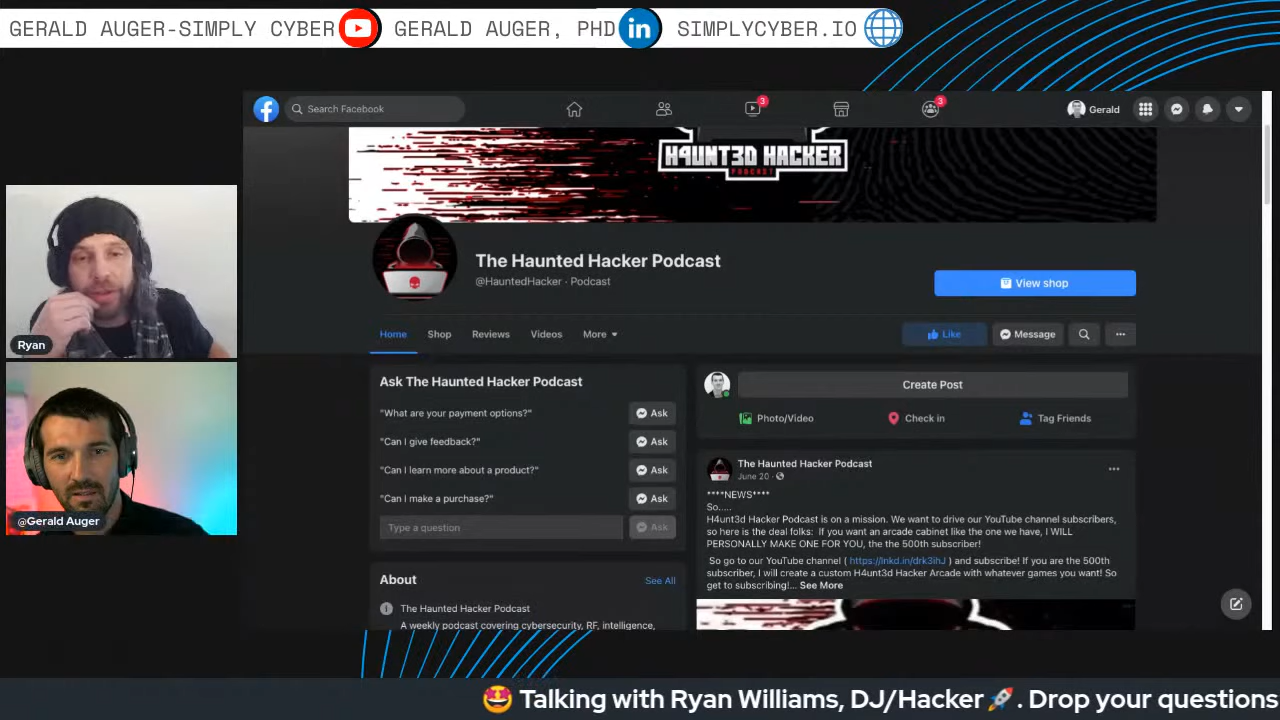 GERALD AUGER-SIMPLY CYBER
GERALD AUGER, PHD
in
SIMPLYCYBER.IO
Search Facebook
3
3
Gerald
H4UNT3D HACKER
PODCAST
The Haunted Hacker Podcast
@HauntedHacker · Podcast
View shop
Home
Shop
Reviews
Videos
More
Like
Message
Ryan
@Gerald Auger
Ask The Haunted Hacker Podcast
"What are your payment options?"
Ask
"Can I give feedback?"
Ask
"Can I learn more about a product?"
Ask
"Can I make a purchase?"
Ask
Type a question
Ask
About
See All
The Haunted Hacker Podcast
A weekly podcast covering cybersecurity, RF, intelligence,
Create Post
Photo/Video
Check in
Tag Friends
The Haunted Hacker Podcast
June 20 ·
****NEWS****
So.....
H4unt3d Hacker Podcast is on a mission. We want to drive our YouTube channel subscribers,
so here is the deal folks: If you want an arcade cabinet like the one we have, I WILL
PERSONALLY MAKE ONE FOR YOU, the the 500th subscriber!
So go to our YouTube channel ( https://lnkd.in/drk3ihJ ) and subscribe! If you are the 500th
subscriber, I will create a custom H4unt3d Hacker Arcade with whatever games you want! So
get to subscribing!... See More
🤩 Talking with Ryan Williams, DJ/Hacker 🚀. Drop your questions